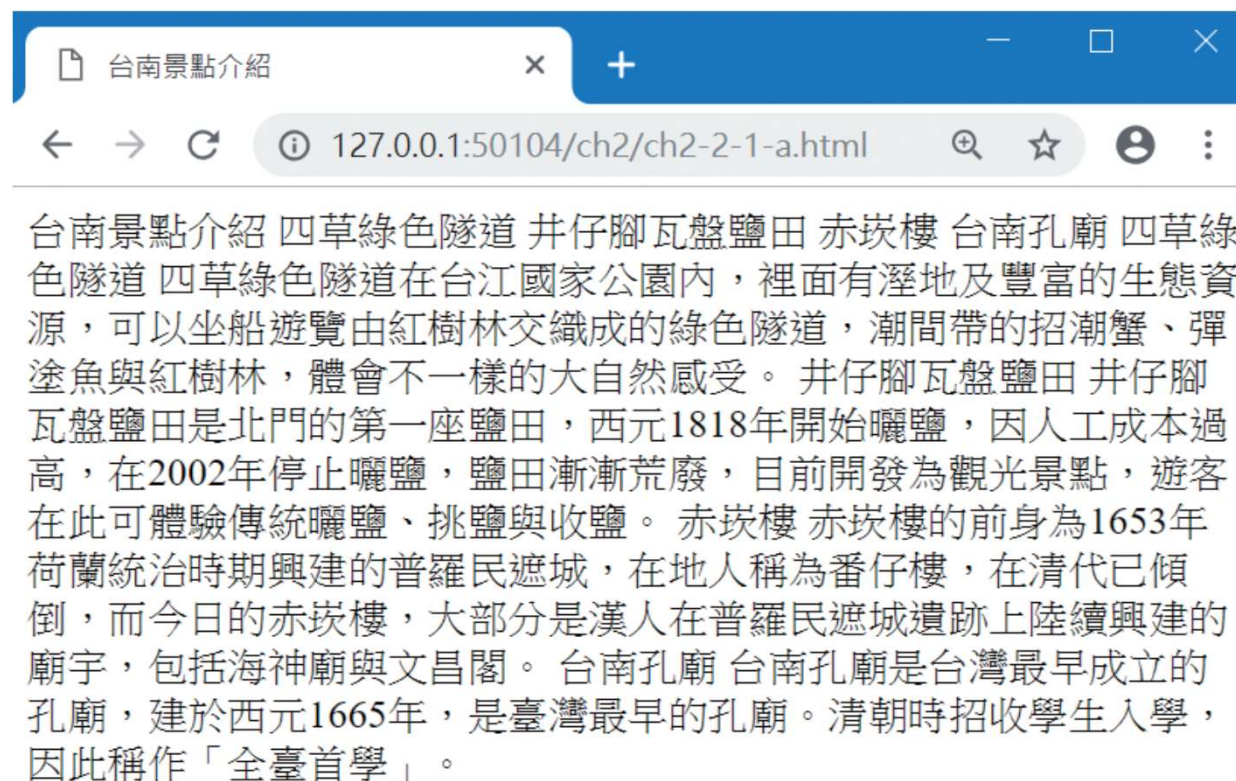 台南景點介紹
127.0.0.1:50104/ch2/ch2-2-1-a.html
台南景點介紹 四草綠色隧道 井仔腳瓦盤鹽田 赤崁樓 台南孔廟 四草綠
色隧道 四草綠色隧道在台江國家公園內，裡面有溼地及豐富的生態資
源，可以坐船遊覽由紅樹林交織成的綠色隧道，潮間帶的招潮蟹、彈
塗魚與紅樹林，體會不一樣的大自然感受。 井仔腳瓦盤鹽田 井仔腳
瓦盤鹽田是北門的第一座鹽田，西元1818年開始曬鹽，因人工成本過
高，在2002年停止曬鹽，鹽田漸漸荒廢，目前開發為觀光景點，遊客
在此可體驗傳統曬鹽、挑鹽與收鹽。 赤崁樓 赤崁樓的前身為1653年
荷蘭統治時期興建的普羅民遮城，在地人稱為番仔樓，在清代已傾
倒，而今日的赤崁樓，大部分是漢人在普羅民遮城遺跡上陸續興建的
廟宇，包括海神廟與文昌閣。 台南孔廟 台南孔廟是台灣最早成立的
孔廟，建於西元1665年，是臺灣最早的孔廟。清朝時招收學生入學，
因此稱作「全臺首學」。